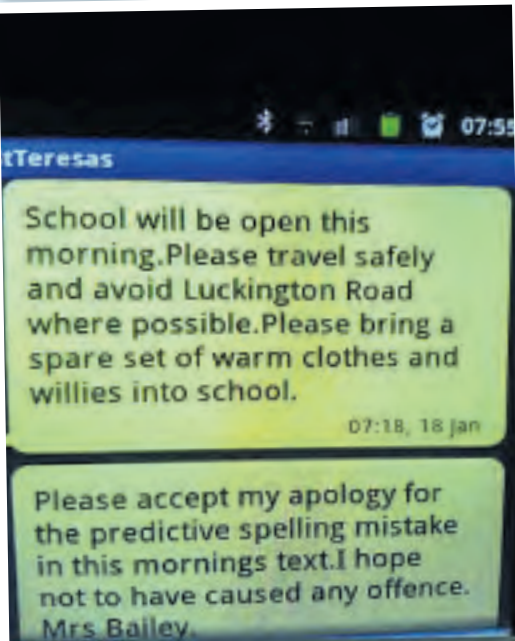 07:55
tTeresas
School will be open this
morning.Please travel safely
and avoid Luckington Road
where possible.Please bring a
spare set of warm clothes and
willies into school.
07:18, 18 Jan
Please accept my apology for
the predictive spelling mistake
in this mornings text.I hope
not to have caused any offence.
Mrs Bailey.